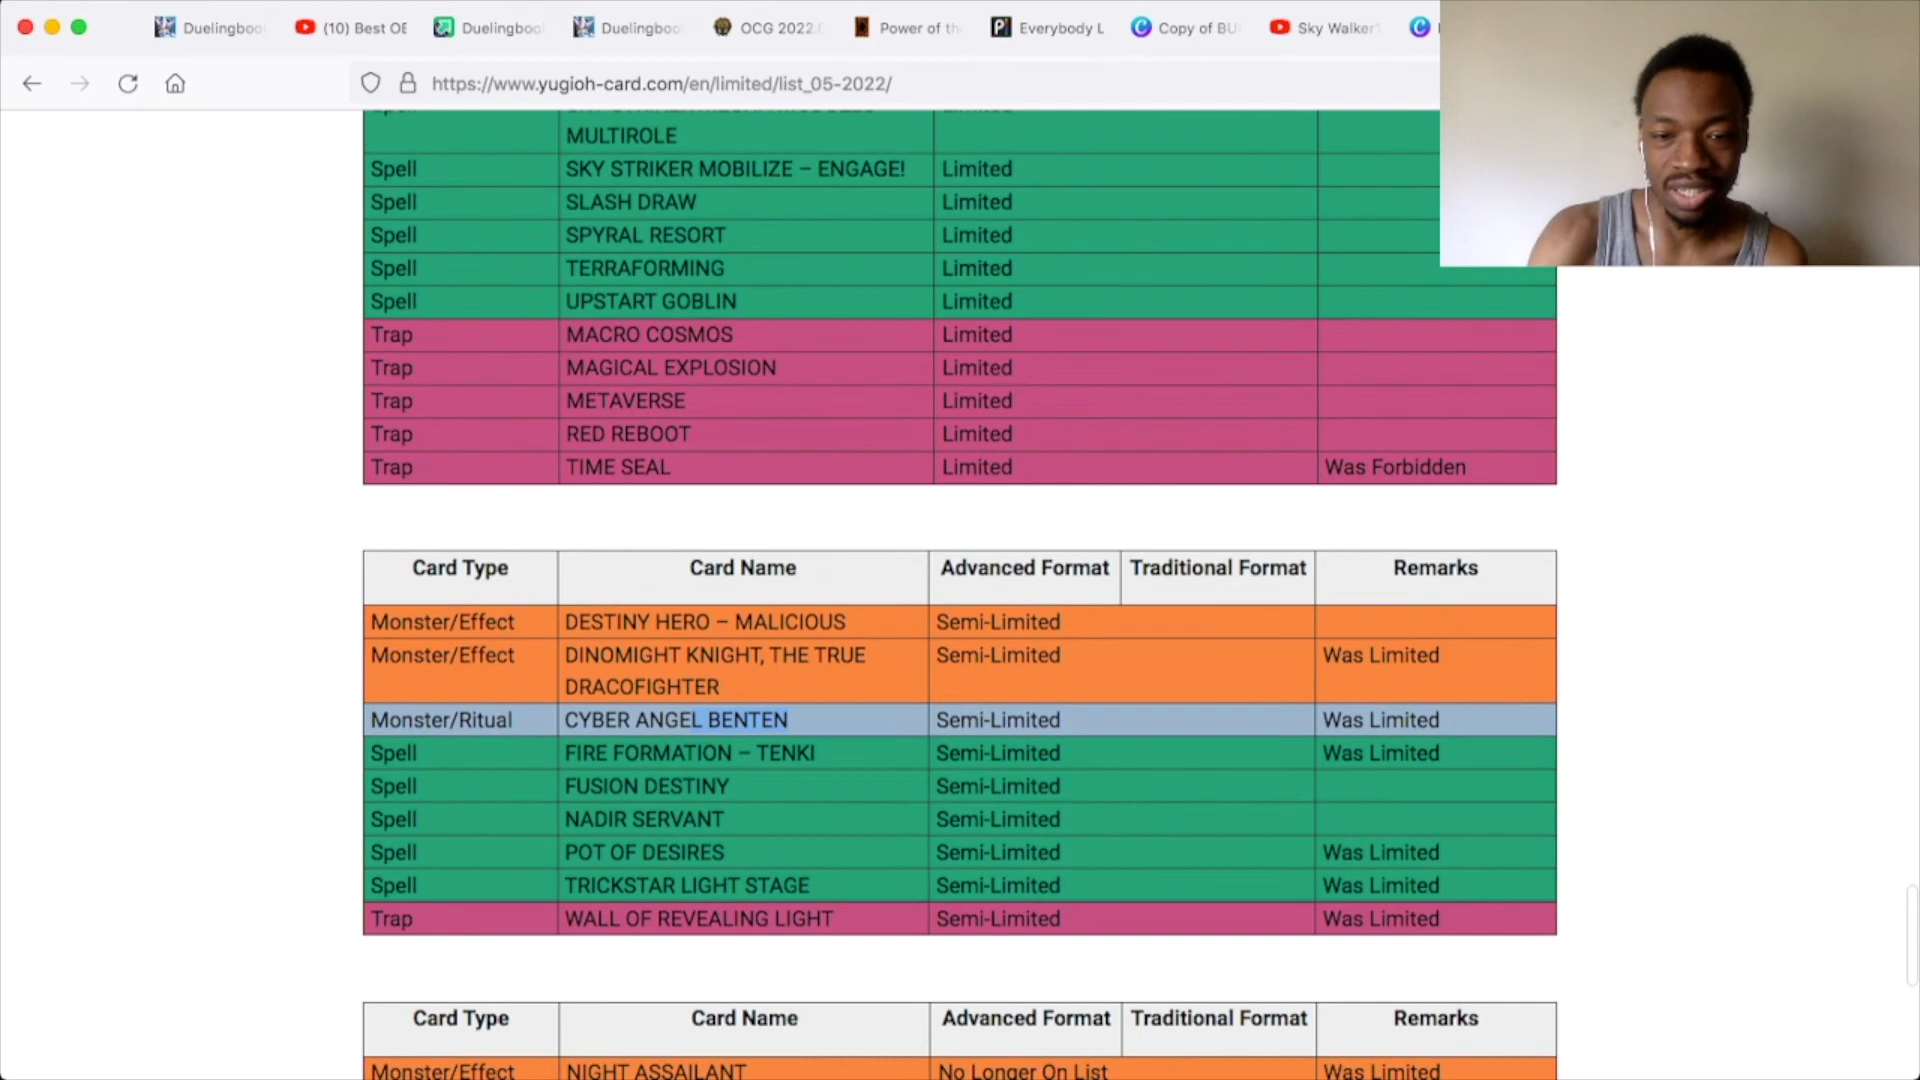 Duelingboo
(10) Best OE
Duelingboo
Duelingboo
OCG 2022.0
Power of th
Everybody L
Copy of BU
Sky Walker
https://www.yugioh-card.com/en/limited/list_05-2022/
MULTIROLE
Spell SKY STRIKER MOBILIZE – ENGAGE! Limited
Spell SLASH DRAW Limited
Spell SPYRAL RESORT Limited
Spell TERRAFORMING Limited
Spell UPSTART GOBLIN Limited
Trap MACRO COSMOS Limited
Trap MAGICAL EXPLOSION Limited
Trap METAVERSE Limited
Trap RED REBOOT Limited
Trap TIME SEAL Limited Was Forbidden
Card Type Card Name Advanced Format Traditional Format Remarks
Monster/Effect DESTINY HERO – MALICIOUS Semi-Limited
Monster/Effect DINOMIGHT KNIGHT, THE TRUE Semi-Limited Was Limited
DRACOFIGHTER
Monster/Ritual CYBER ANGEL BENTEN Semi-Limited Was Limited
Spell FIRE FORMATION – TENKI Semi-Limited Was Limited
Spell FUSION DESTINY Semi-Limited
Spell NADIR SERVANT Semi-Limited
Spell POT OF DESIRES Semi-Limited Was Limited
Spell TRICKSTAR LIGHT STAGE Semi-Limited Was Limited
Trap WALL OF REVEALING LIGHT Semi-Limited Was Limited
Card Type Card Name Advanced Format Traditional Format Remarks
Monster/Effect NIGHT ASSAILANT No Longer On List Was Limited